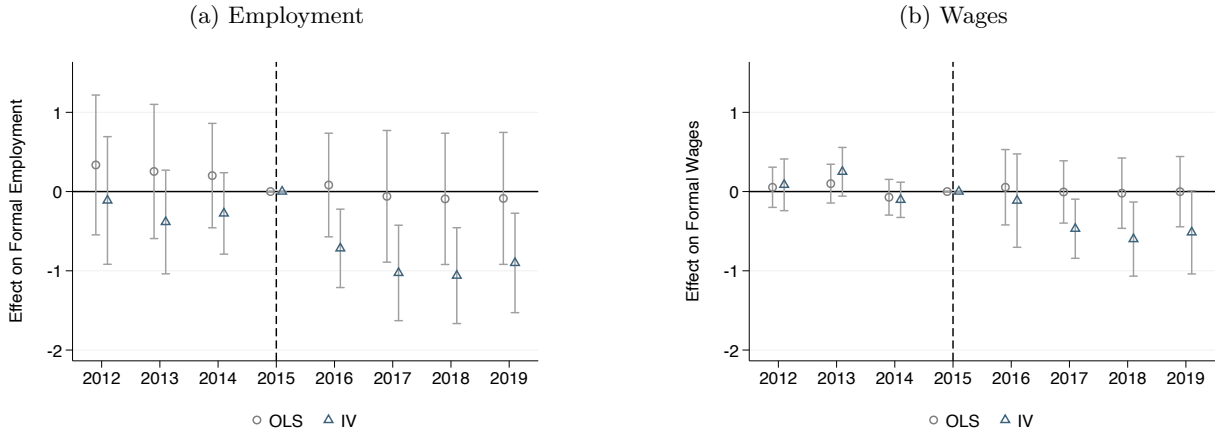 (a) Employment
Effect on Formal Employment
1
0
-1
-2
2012 2013 2014 2015 2016 2017 2018 2019
OLS IV
(b) Wages
Effect on Formal Wages
1
0
-1
-2
2012 2013 2014 2015 2016 2017 2018 2019
OLS IV